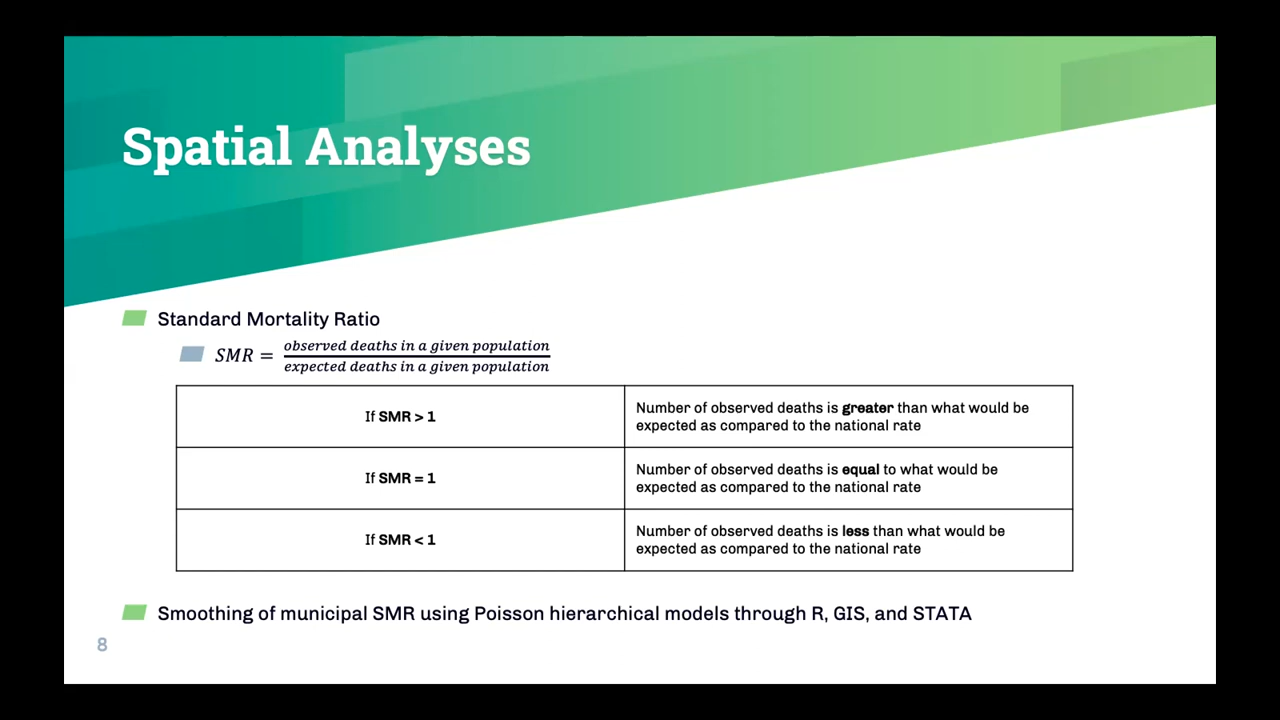 Spatial Analyses
Standard Mortality Ratio
SMR = observed deaths in a given population / expected deaths in a given population
If SMR > 1
Number of observed deaths is greater than what would be
expected as compared to the national rate
If SMR = 1
Number of observed deaths is equal to what would be
expected as compared to the national rate
If SMR < 1
Number of observed deaths is less than what would be
expected as compared to the national rate
Smoothing of municipal SMR using Poisson hierarchical models through R, GIS, and STATA
8